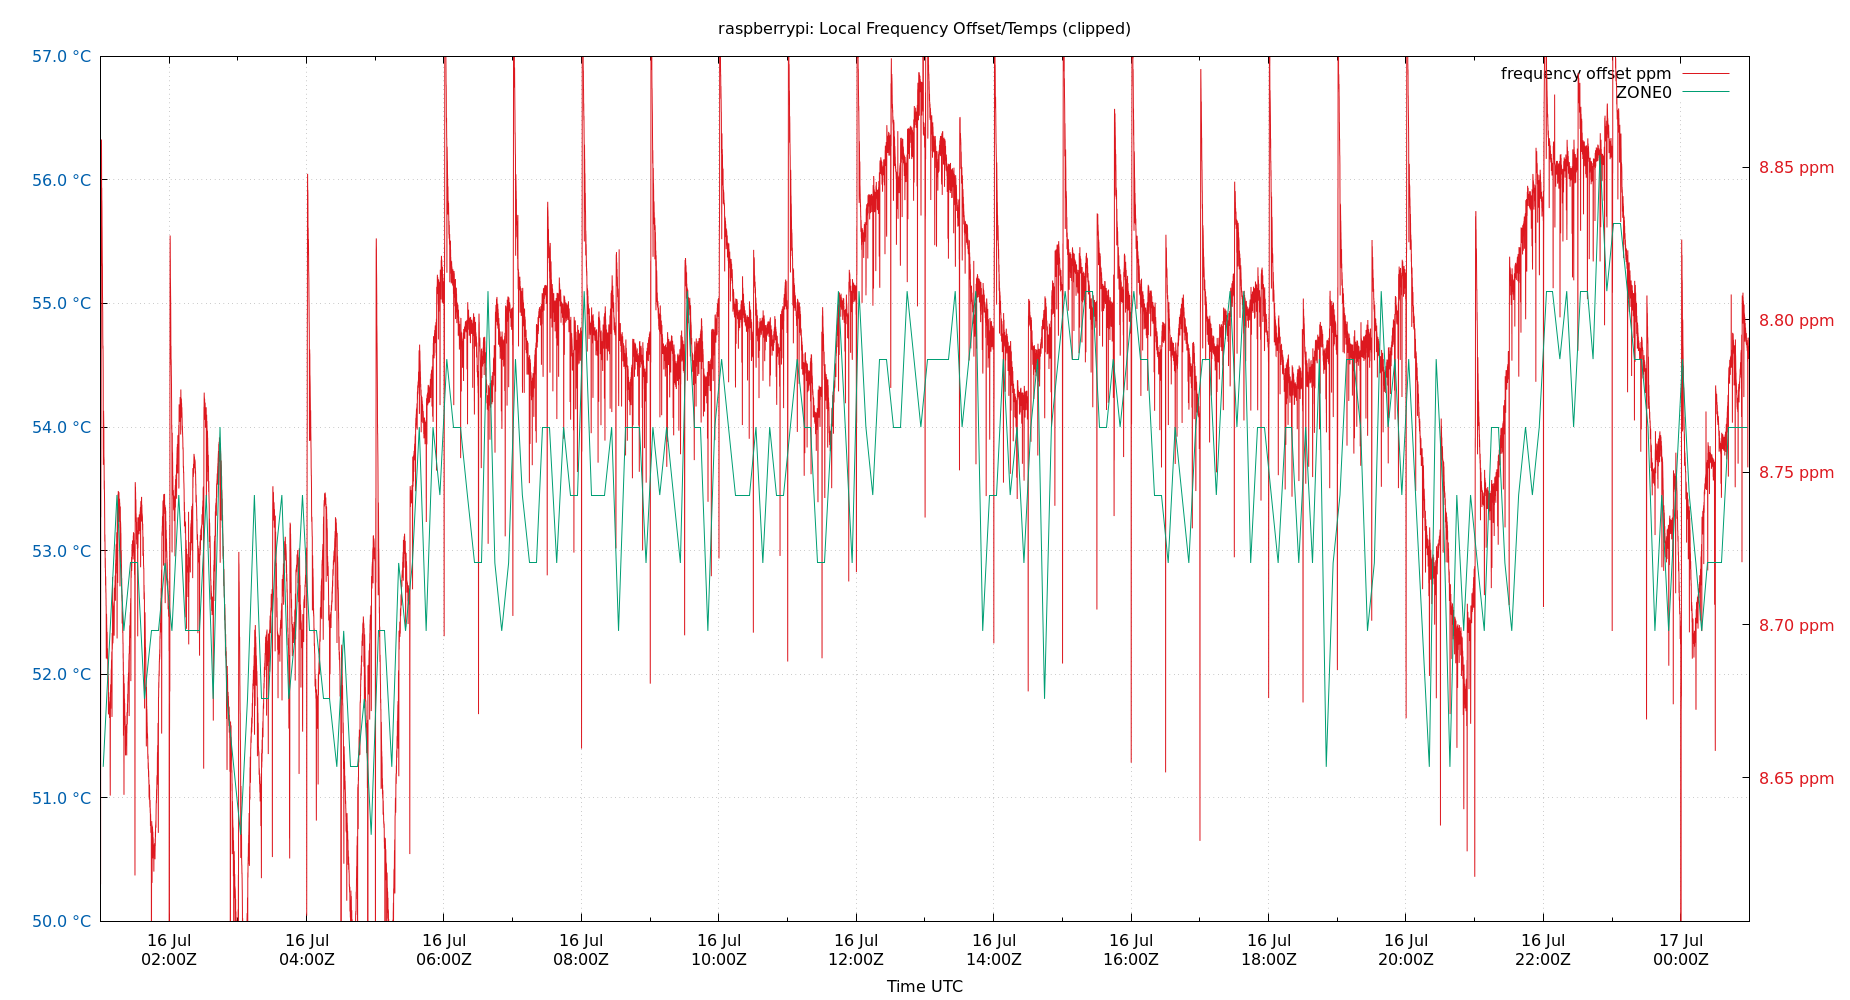 raspberrypi: Local Frequency Offset/Temps (clipped)
57.0 °C
56.0 °C
55.0 °C
54.0 °C
53.0 °C
52.0 °C
51.0 °C
50.0 °C
frequency offset ppm
ZONE0
8.85 ppm
8.80 ppm
8.75 ppm
8.70 ppm
8.65 ppm
16 Jul 16 Jul 16 Jul 16 Jul 16 Jul 16 Jul 16 Jul 16 Jul 16 Jul 16 Jul 16 Jul 17 Jul
02:00Z 04:00Z 06:00Z 08:00Z 10:00Z 12:00Z 14:00Z 16:00Z 18:00Z 20:00Z 22:00Z 00:00Z
Time UTC